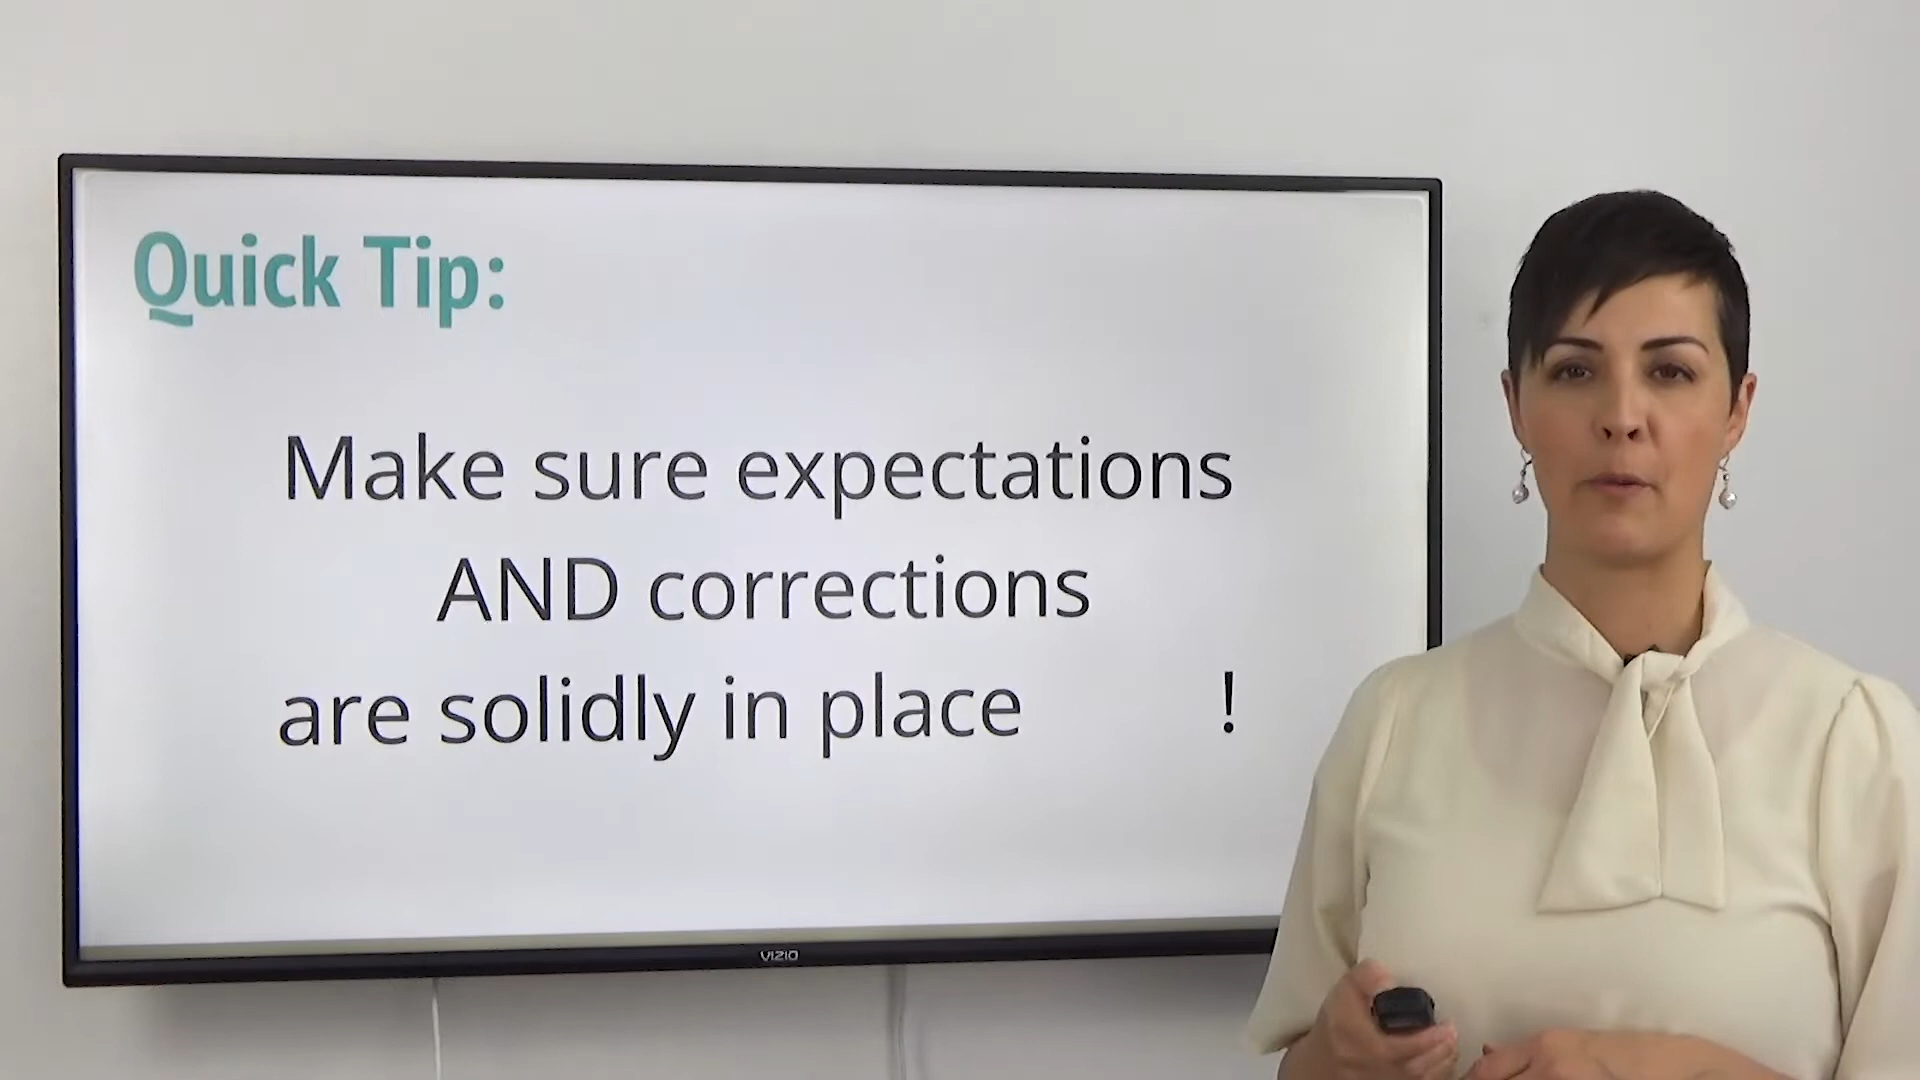 Quick Tip:
Make sure expectations
AND corrections
are solidly in place !
VIZIO